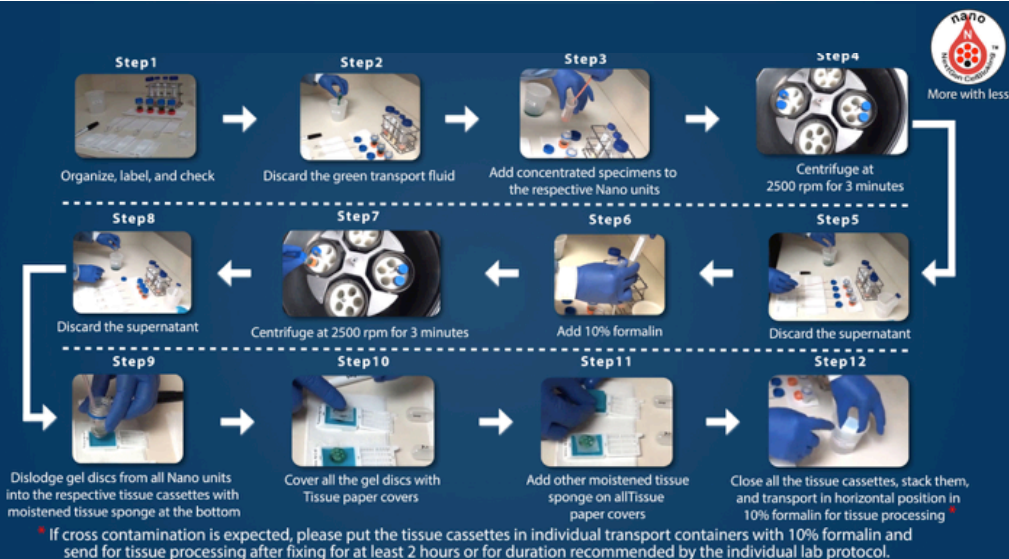 nano
N
NextGen CelBloking ™
More with less
Step1
Step2
Step3
Step4
Organize, label, and check
Discard the green transport fluid
Add concentrated specimens to
the respective Nano units
Centrifuge at
2500 rpm for 3 minutes
Step8
Step7
Step6
Step5
Discard the supernatant
Centrifuge at 2500 rpm for 3 minutes
Add 10% formalin
Discard the supernatant
Step9
Step10
Step11
Step12
Dislodge gel discs from all Nano units
into the respective tissue cassettes with
moistened tissue sponge at the bottom
Cover all the gel discs with
Tissue paper covers
Add other moistened tissue
sponge on allTissue
paper covers
Close all the tissue cassettes, stack them,
and transport in horizontal position in
10% formalin for tissue processing *
* If cross contamination is expected, please put the tissue cassettes in individual transport containers with 10% formalin and
send for tissue processing after fixing for at least 2 hours or for duration recommended by the individual lab protocol.